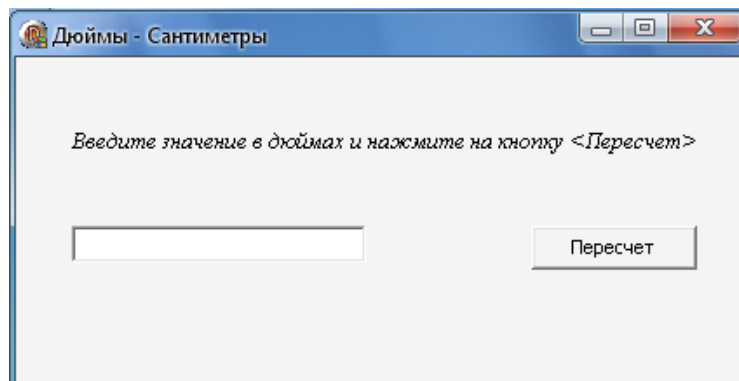 Дюймы - Сантиметры
Введите значение в дюймах и нажмите на кнопку <Пересчет>
Пересчет